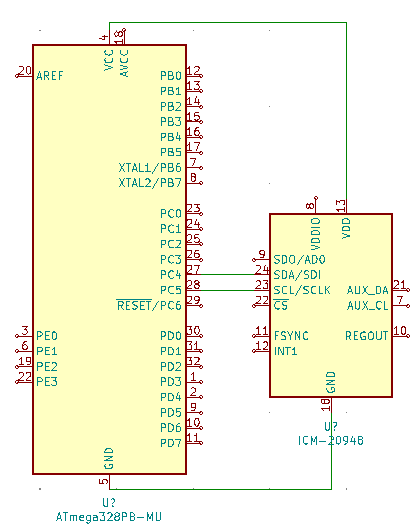 4 18
VCC AVCC
20 AREF PB0 12
PB1 13
PB2 14
PB3 15
PB4 16
PB5 17
XTAL1/PB6 7
XTAL2/PB7 8
PC0 23
PC1 24
PC2 25
PC3 26
PC4 27
PC5 28
RESET/PC6 29
3 PE0 PD0 30
6 PE1 PD1 31
19 PE2 PD2 32
22 PE3 PD3 1
PD4 2
PD5 9
PD6 10
PD7 11
GND
5
U?
ATmega328PB-MU
8 13
VDDIO VDD
9 SDO/AD0
24 SDA/SDI
23 SCL/SCLK AUX_DA 21
22 CS AUX_CL 7
11 FSYNC REGOUT 10
12 INT1
GND
18
U?
ICM-20948